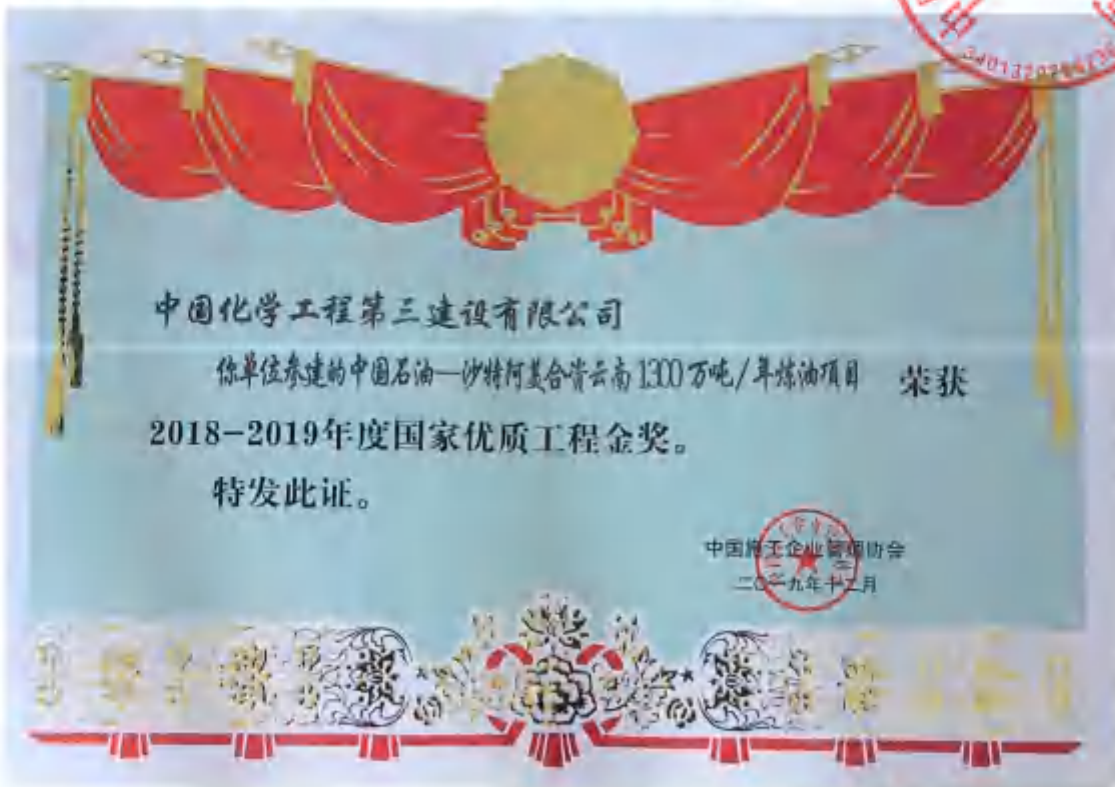 中国化学工程第三建设有限公司
你单位参建的中国石油—沙特阿美合资云南1300万吨/年炼油项目 荣获
2018-2019年度国家优质工程金奖。
特发此证。
中国施工企业管理协会
二〇一九年十二月